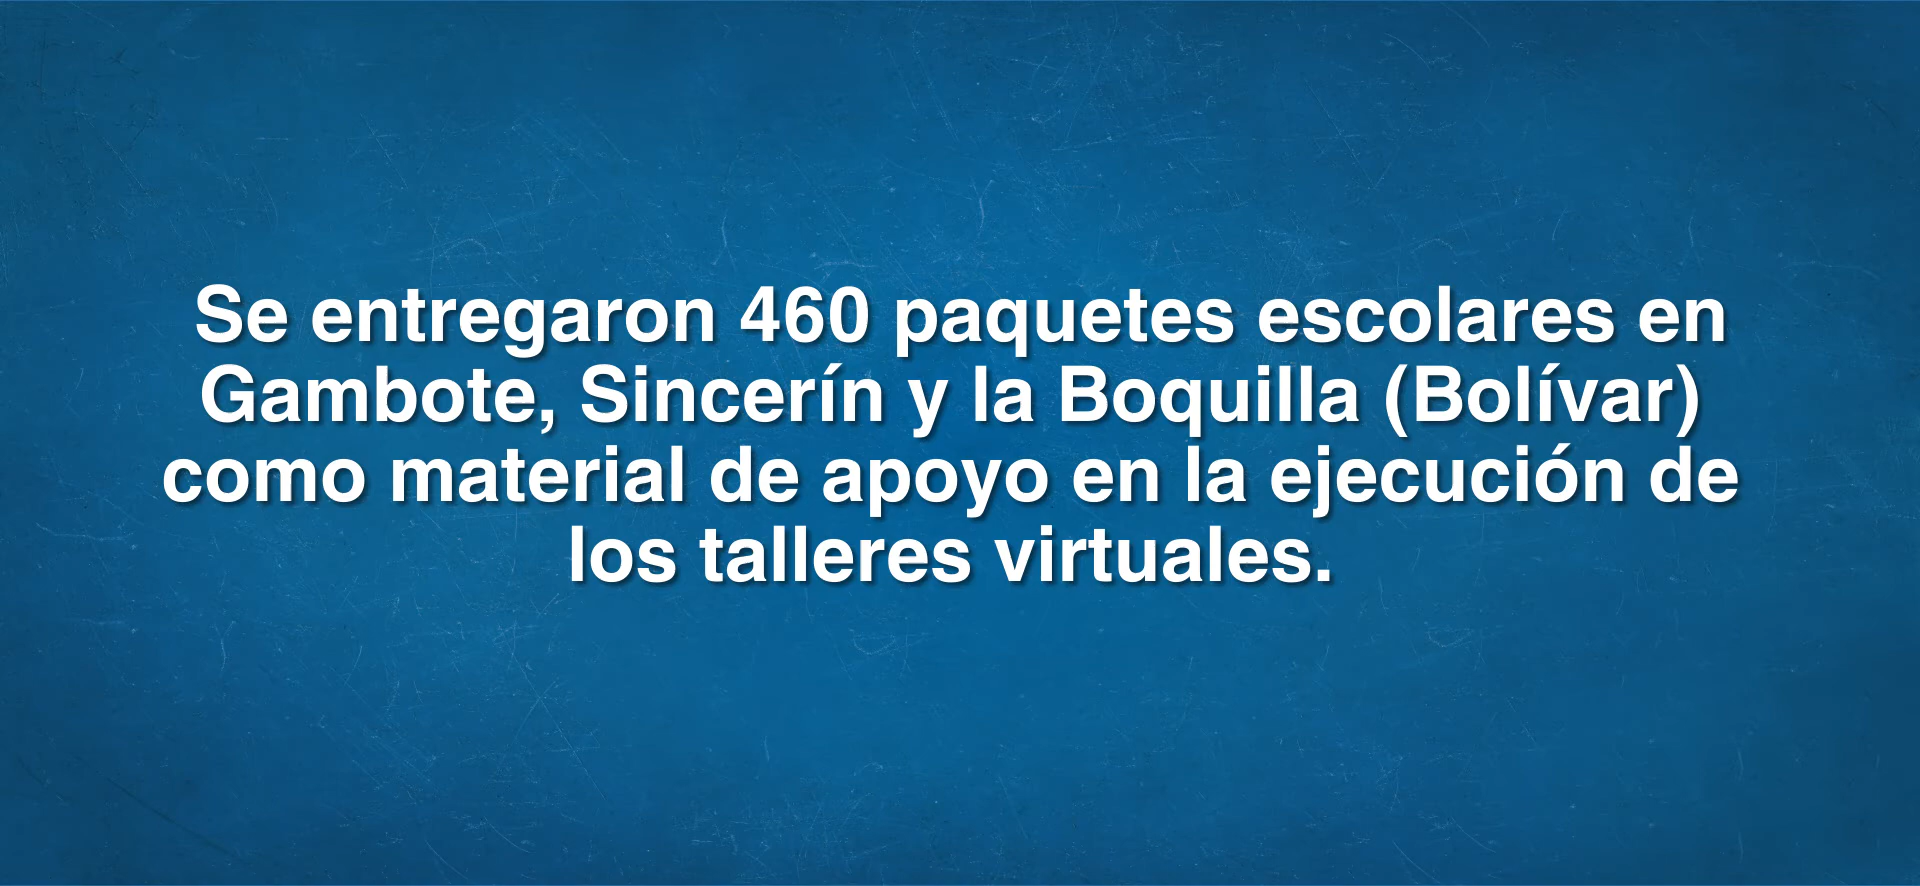 Se entregaron 460 paquetes escolares en
Gambote, Sincerín y la Boquilla (Bolívar)
como material de apoyo en la ejecución de
los talleres virtuales.